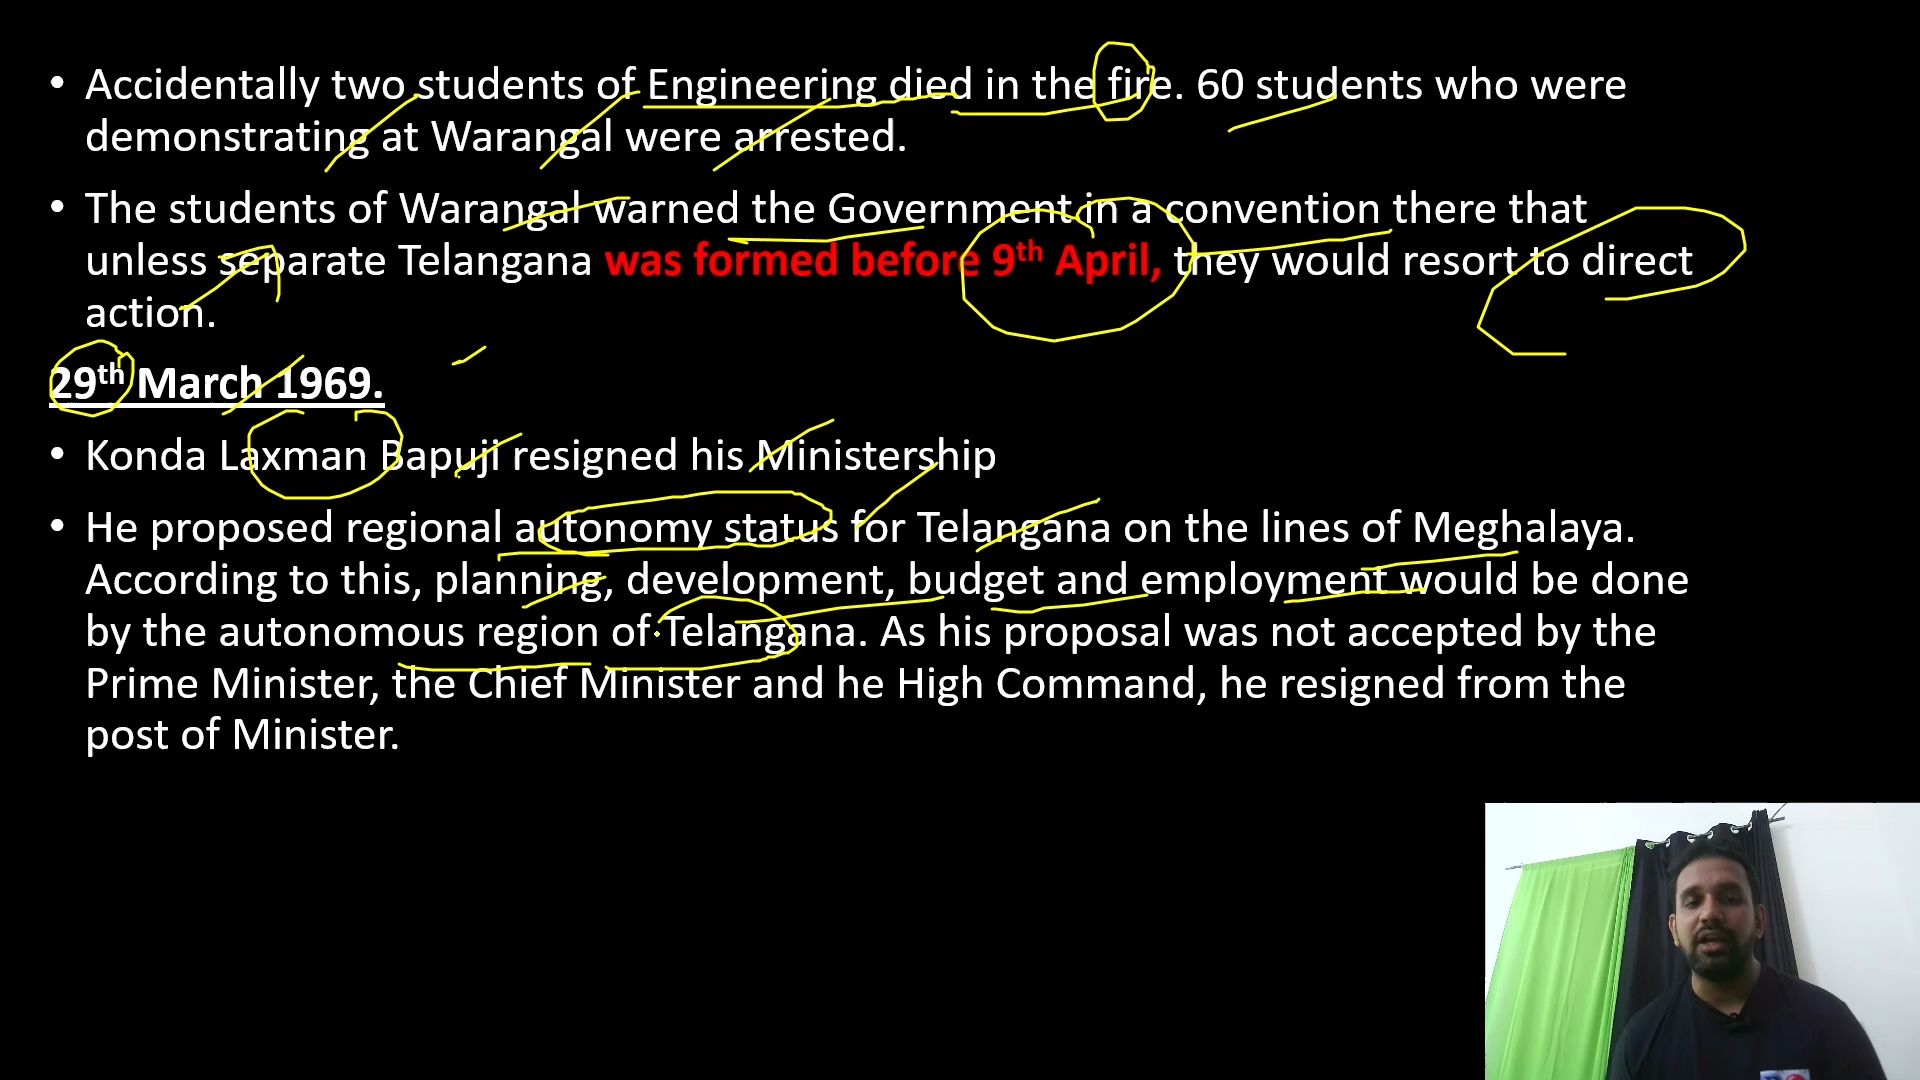 • Accidentally two students of Engineering died in the fire. 60 students who were
demonstrating at Warangal were arrested.
• The students of Warangal warned the Government in a convention there that
unless separate Telangana was formed before 9th April, they would resort to direct
action.
29th March 1969.
• Konda Laxman Bapuji resigned his Ministership
• He proposed regional autonomy status for Telangana on the lines of Meghalaya.
According to this, planning, development, budget and employment would be done
by the autonomous region of Telangana. As his proposal was not accepted by the
Prime Minister, the Chief Minister and he High Command, he resigned from the
post of Minister.